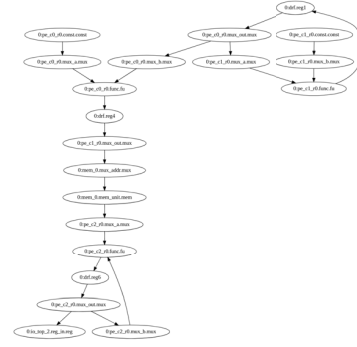 0:drf.reg3
0:pe_c0_r0.const.const
0:pe_c0_r0.mux_out.mux
0:pe_c1_r0.const.const
0:pe_c0_r0.mux_a.mux
0:pe_c0_r0.mux_b.mux
0:pe_c1_r0.mux_a.mux
0:pe_c1_r0.mux_b.mux
0:pe_c0_r0.func.fu
0:pe_c1_r0.func.fu
0:drf.reg4
0:pe_c1_r0.mux_out.mux
0:mem_0.mux_addr.mux
0:mem_0.mem_unit.mem
0:pe_c2_r0.mux_a.mux
0:pe_c2_r0.func.fu
0:drf.reg6
0:pe_c2_r0.mux_out.mux
0:io_top_2.reg_in.reg
0:pe_c2_r0.mux_b.mux